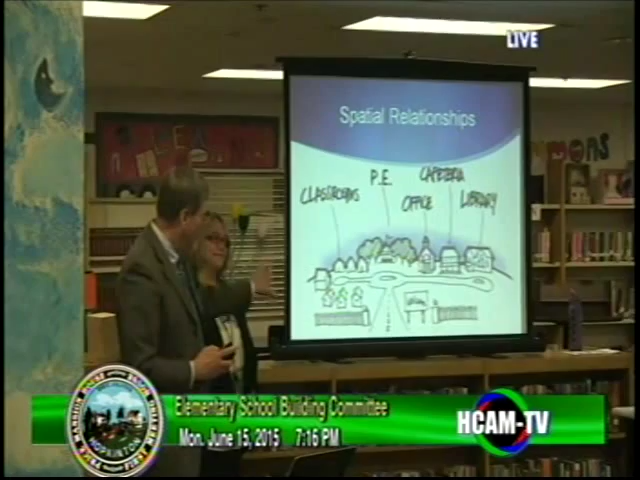 LIVE
Spatial Relationships
CLASSROOMS
P.E.
CAFETERIA
OFFICE
LIBRARY
Elementary School Building Committee
Mon. June 15, 2015 7:16 PM
HCAM-TV
HOPKINTON